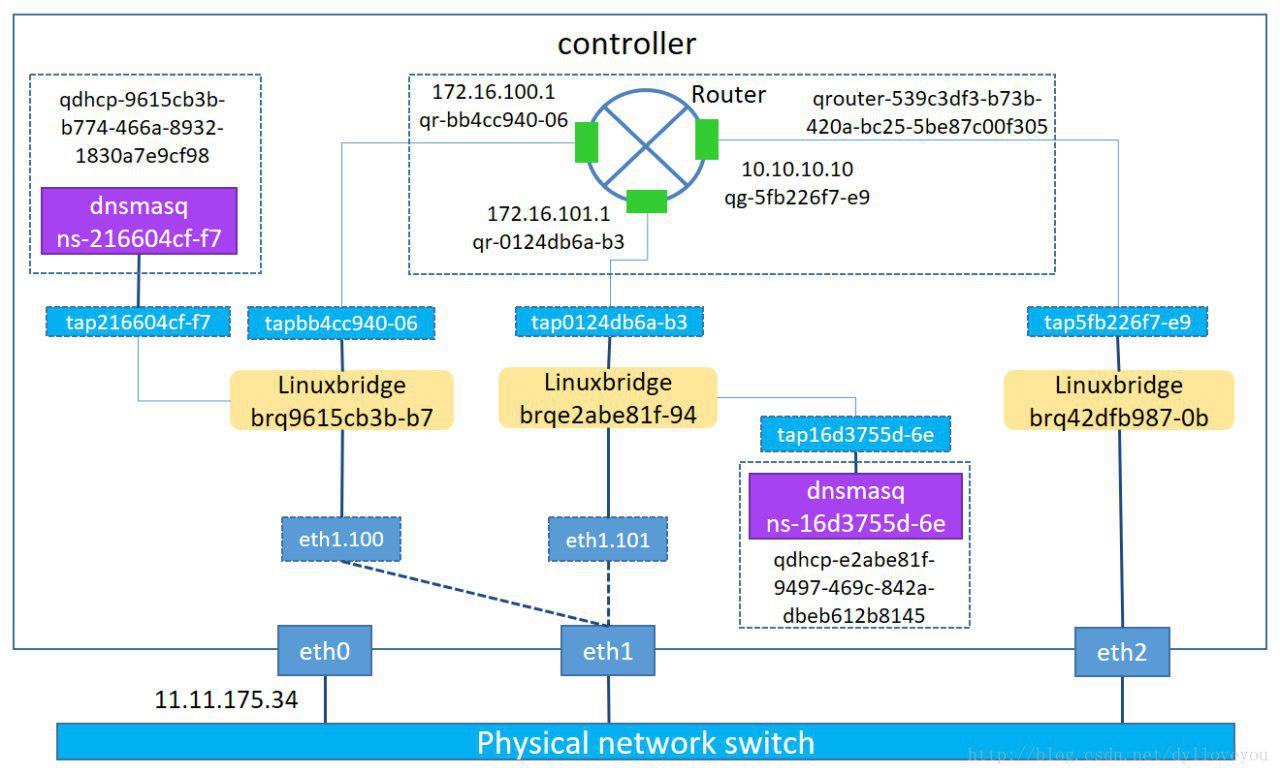 controller
qdhcp-9615cb3b-
b774-466a-8932-
1830a7e9cf98
dnsmasq
ns-216604cf-f7
172.16.100.1
qr-bb4cc940-06
Router
qrouter-539c3df3-b73b-
420a-bc25-5be87c00f305
10.10.10.10
qg-5fb226f7-e9
172.16.101.1
qr-0124db6a-b3
tap216604cf-f7
tapbb4cc940-06
tap0124db6a-b3
tap5fb226f7-e9
Linuxbridge
brq9615cb3b-b7
Linuxbridge
brqe2abe81f-94
Linuxbridge
brq42dfb987-0b
tap16d3755d-6e
dnsmasq
ns-16d3755d-6e
qdhcp-e2abe81f-
9497-469c-842a-
dbeb612b8145
eth1.100
eth1.101
eth0
eth1
eth2
11.11.175.34
Physical network switch
http://blog.csdn.net/dylloveyou